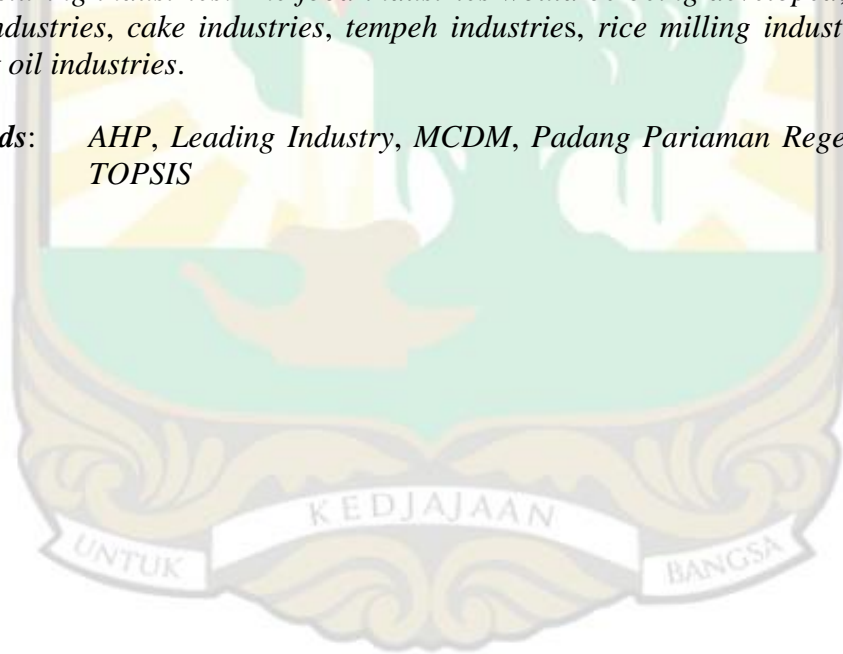 ndustries, cake industries, tempeh industries, rice milling indust
oil industries.
ds: AHP, Leading Industry, MCDM, Padang Pariaman Rege
TOPSIS
UNTUK KEDJAJAAN BANGSA